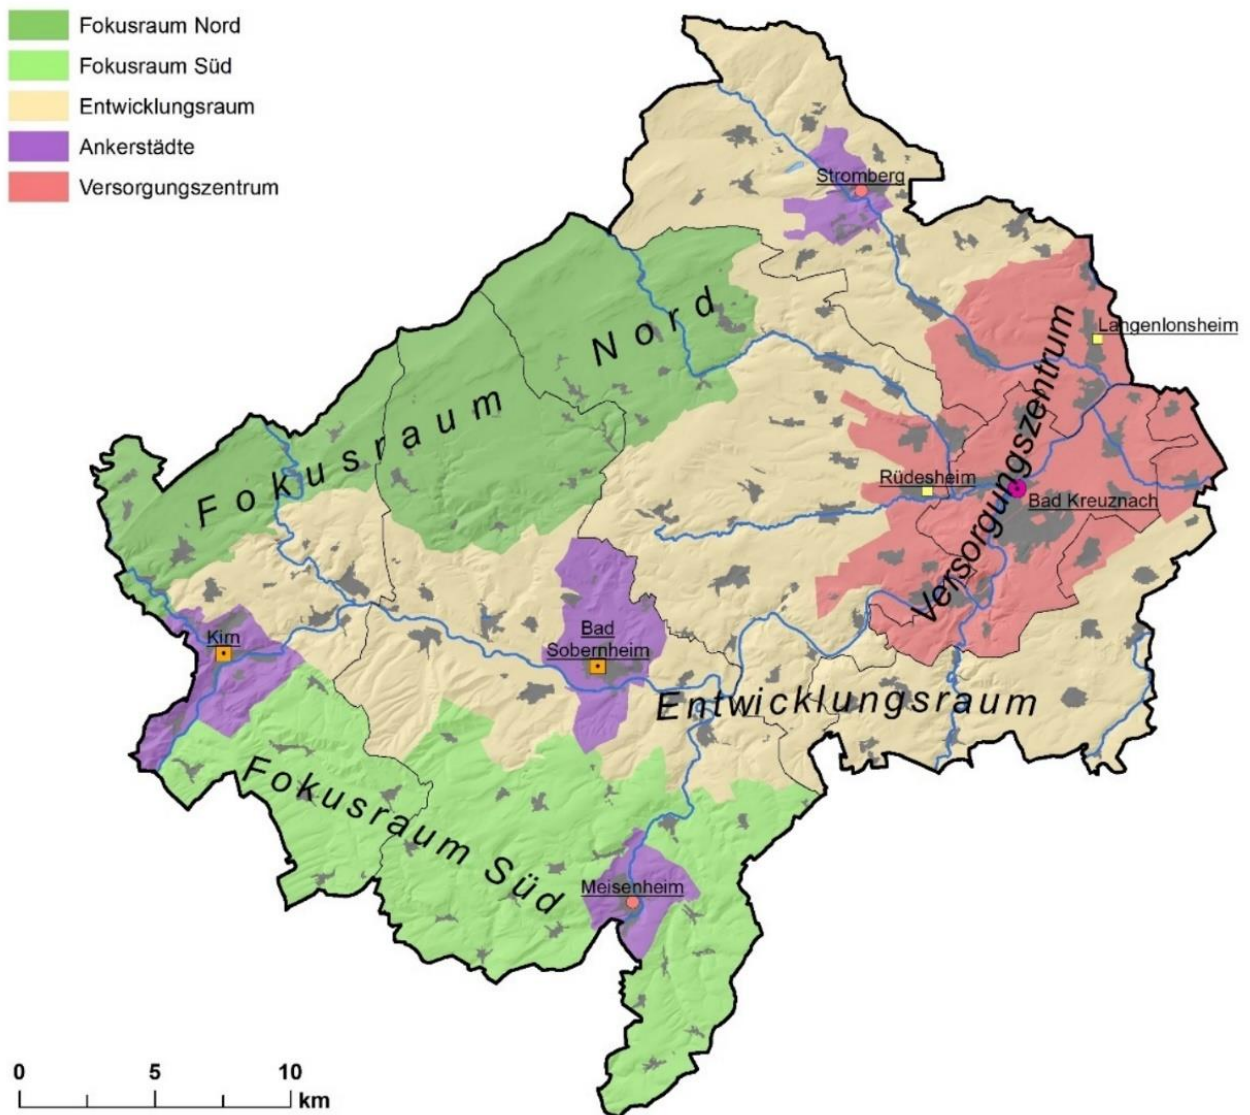 Fokusraum Nord
Fokusraum Süd
Entwicklungsraum
Ankerstädte
Versorgungszentrum
Stromberg
Langenlonsheim
Fokusraum Nord
Versorgungszentrum
Rüdesheim
Bad Kreuznach
Kirn
Bad
Sobernheim
Entwicklungsraum
Fokusraum Süd
Meisenheim
0 5 10
km